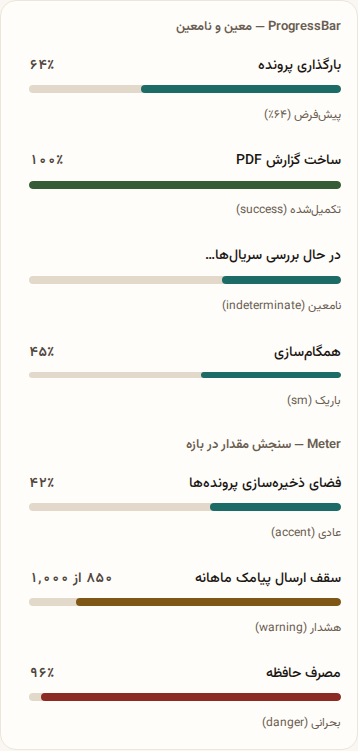 ProgressBar — معین و نامعین
بارگذاری پرونده ۶۴٪
پیش‌فرض (۶۴٪)
ساخت گزارش PDF ۱۰۰٪
تکمیل‌شده (success)
در حال بررسی سریال‌ها…
نامعین (indeterminate)
همگام‌سازی ۴۵٪
باریک (sm)
Meter — سنجش مقدار در بازه
فضای ذخیره‌سازی پرونده‌ها ۴۲٪
عادی (accent)
سقف ارسال پیامک ماهانه ۸۵۰ از ۱,۰۰۰
هشدار (warning)
مصرف حافظه ۹۶٪
بحرانی (danger)